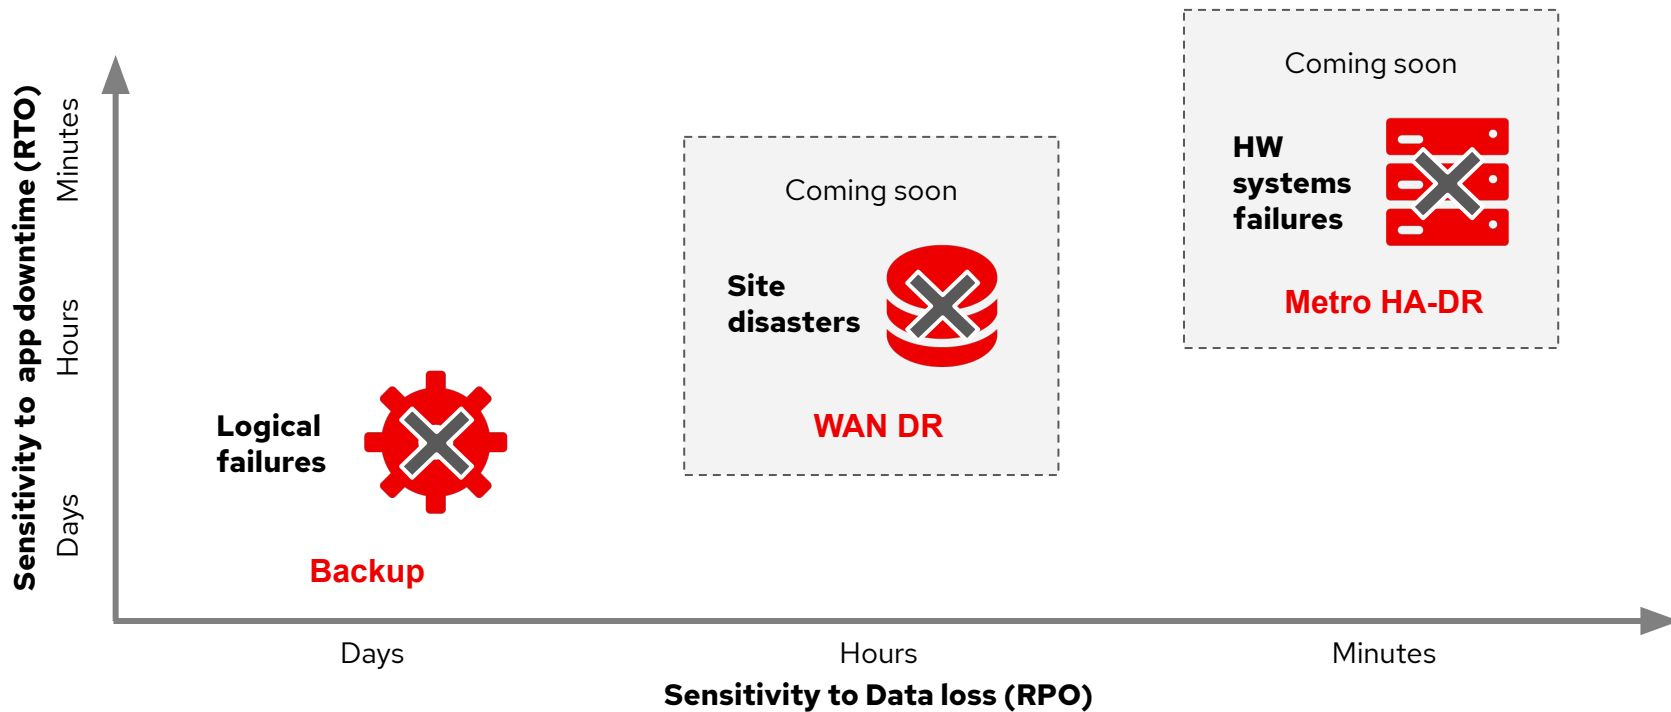 Sensitivity to app downtime (RTO)
Minutes
Hours
Days
Logical
failures
Backup
Coming soon
Site
disasters
WAN DR
Coming soon
HW
systems
failures
Metro HA-DR
Days
Hours
Minutes
Sensitivity to Data loss (RPO)